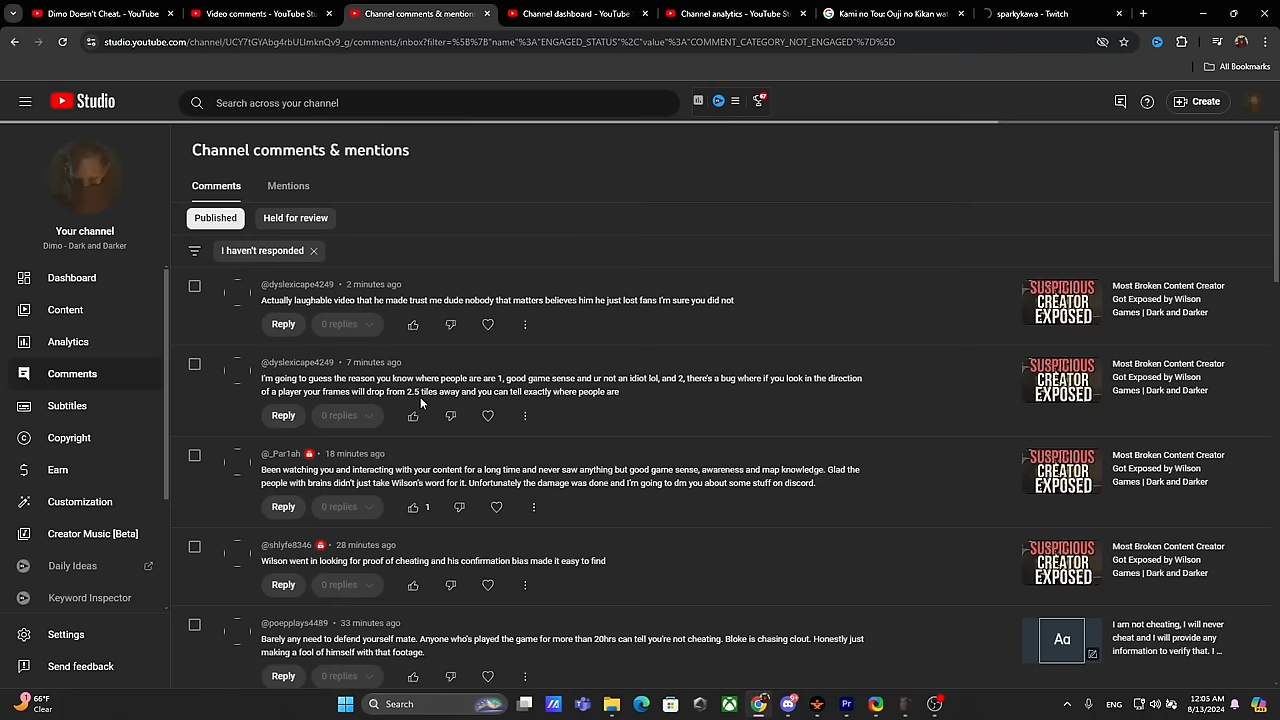 Dimo Doesn't Cheat. - YouTube
Video comments - YouTube St
Channel comments & mention
Channel dashboard - YouTube
Channel analytics - YouTube St
Kami no Tou: Ouji no Kikan wat
sparkykawa - Twitch
studio.youtube.com/channel/UCY7tGYAbg4rbULImknQv9_g/comments/inbox?filter=%5B%7B"name"%3A"ENGAGED_STATUS"%2C"value"%3A"COMMENT_CATEGORY_NOT_ENGAGED"%7D%5D
All Bookmarks
Studio
Search across your channel
67
Create
Your channel
Dimo - Dark and Darker
Dashboard
Content
Analytics
Comments
Subtitles
Copyright
Earn
Customization
Creator Music [Beta]
Daily Ideas
Keyword Inspector
Settings
Send feedback
Channel comments & mentions
Comments
Mentions
Published
Held for review
I haven't responded
@dyslexicape4249 • 2 minutes ago
Actually laughable video that he made trust me dude nobody that matters believes him he just lost fans I'm sure you did not
Reply
0 replies
SUSPICIOUS
CREATOR
EXPOSED
Most Broken Content Creator
Got Exposed by Wilson
Games | Dark and Darker
@dyslexicape4249 • 7 minutes ago
I'm going to guess the reason you know where people are are 1, good game sense and ur not an idiot lol, and 2, there's a bug where if you look in the direction
of a player your frames will drop from 2.5 tiles away and you can tell exactly where people are
Reply
0 replies
SUSPICIOUS
CREATOR
EXPOSED
Most Broken Content Creator
Got Exposed by Wilson
Games | Dark and Darker
@_Par1ah • 18 minutes ago
Been watching you and interacting with your content for a long time and never saw anything but good game sense, awareness and map knowledge. Glad the
people with brains didn't just take Wilson's word for it. Unfortunately the damage was done and I'm going to dm you about some stuff on discord.
Reply
0 replies
1
SUSPICIOUS
CREATOR
EXPOSED
Most Broken Content Creator
Got Exposed by Wilson
Games | Dark and Darker
@shlyfe8346 • 28 minutes ago
Wilson went in looking for proof of cheating and his confirmation bias made it easy to find
Reply
0 replies
SUSPICIOUS
CREATOR
EXPOSED
Most Broken Content Creator
Got Exposed by Wilson
Games | Dark and Darker
@poepplays4489 • 33 minutes ago
Barely any need to defend yourself mate. Anyone who's played the game for more than 20hrs can tell you're not cheating. Bloke is chasing clout. Honestly just
making a fool of himself with that footage.
Reply
0 replies
Aa
I am not cheating, I will never
cheat and I will provide any
information to verify that. I ...
1
66°F
Clear
Search
Pr
ENG
12:05 AM
8/13/2024